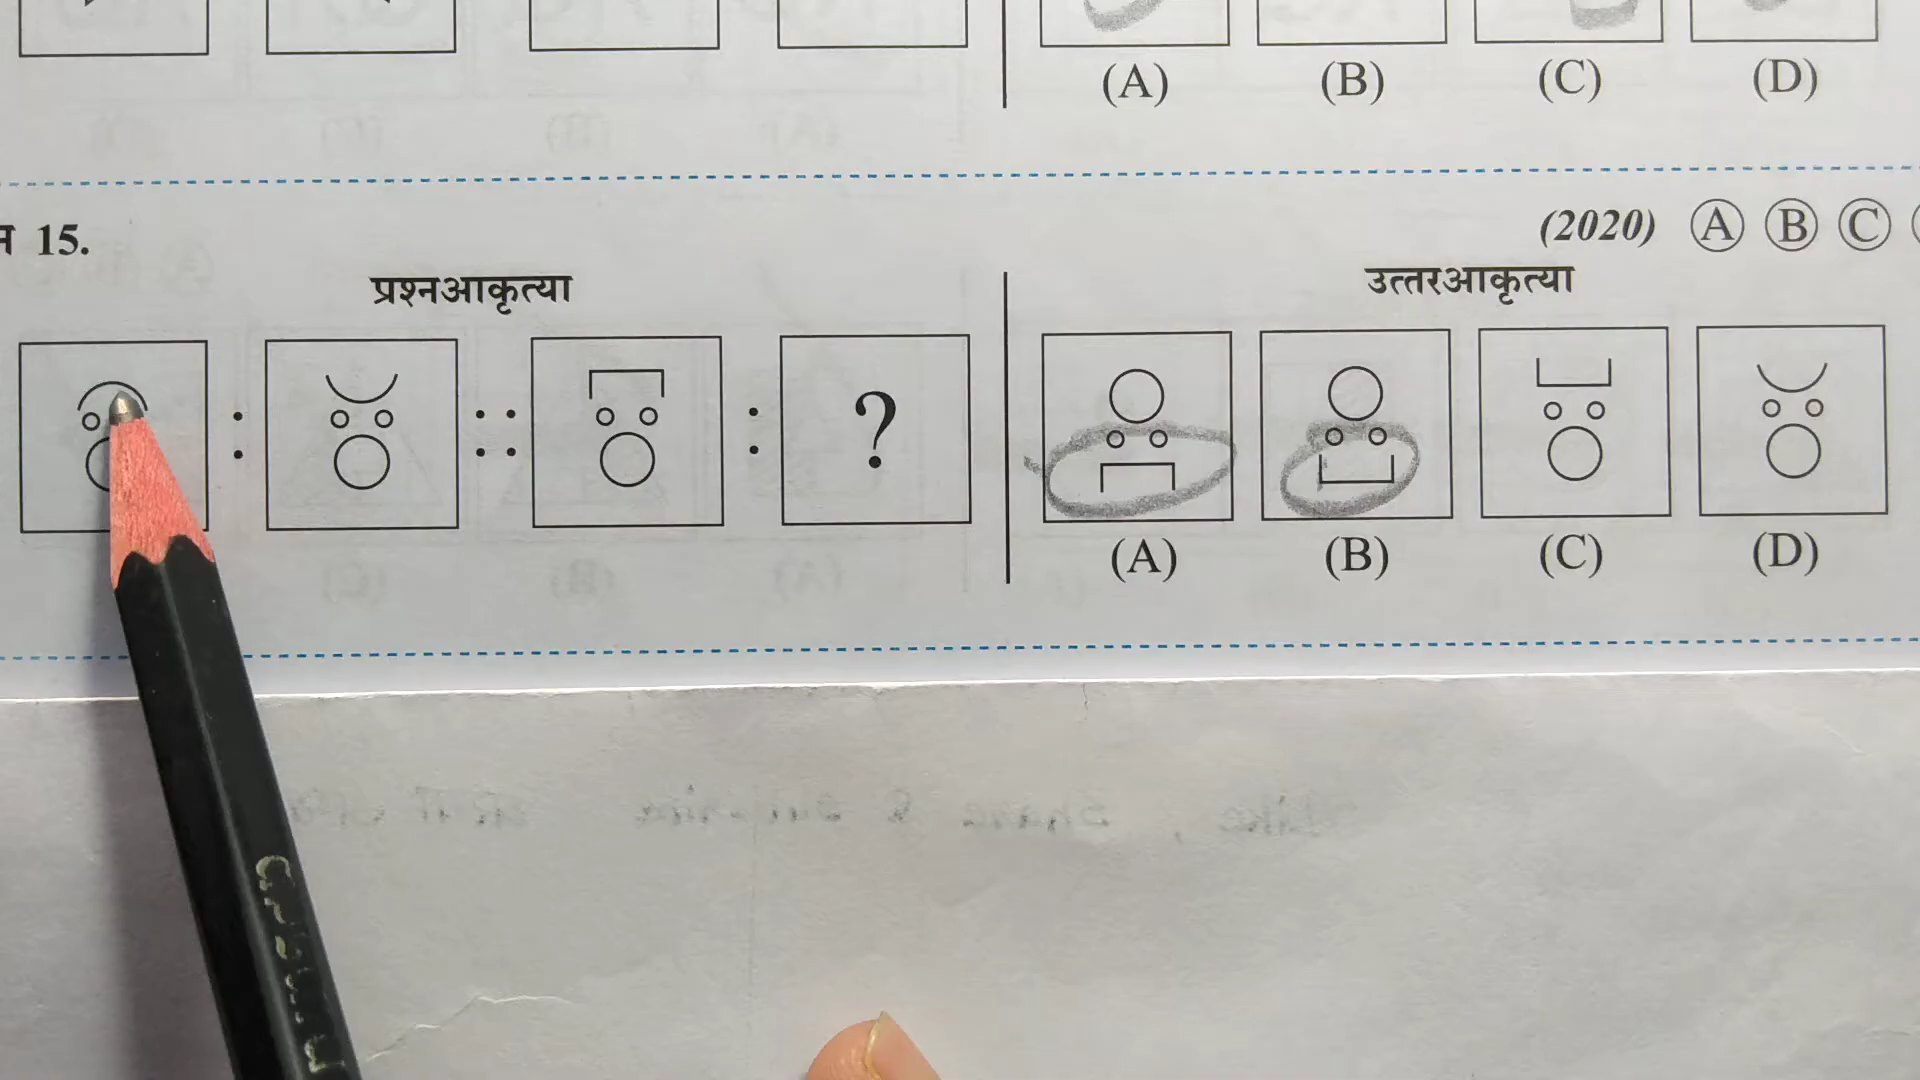 (A) (B) (C) (D)
न 15.
(2020) Ⓐ Ⓑ Ⓒ
प्रश्नआकृत्या
उत्तरआकृत्या
: :: : ?
(A) (B) (C) (D)